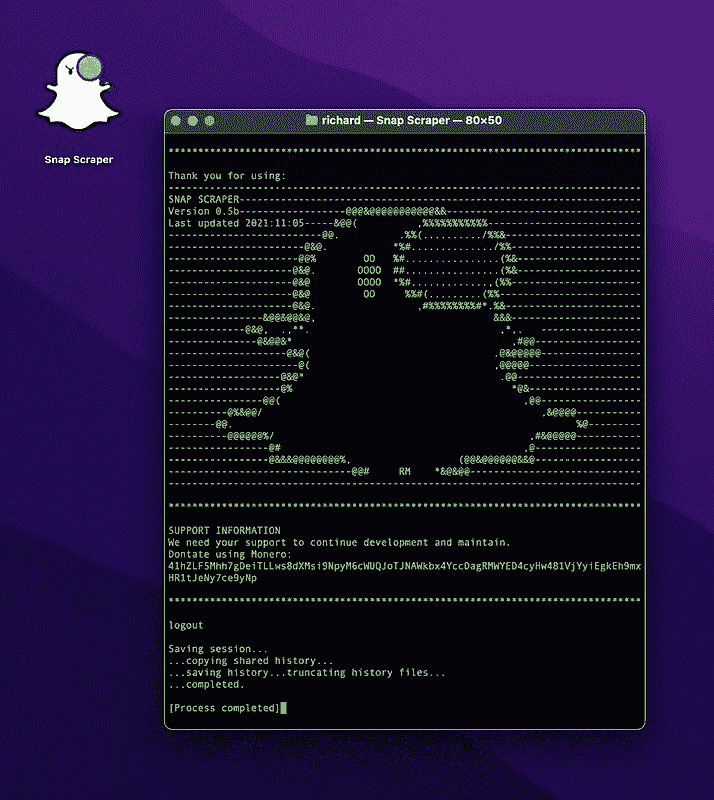 Snap Scraper
richard — Snap Scraper — 80×50
Thank you for using:
SNAP SCRAPER
Version 0.5b
Last updated 2021:11:05
RM
SUPPORT INFORMATION
We need your support to continue development and maintain.
Dontate using Monero:
logout
Saving session...
...copying shared history...
...saving history...truncating history files...
...completed.
[Process completed]